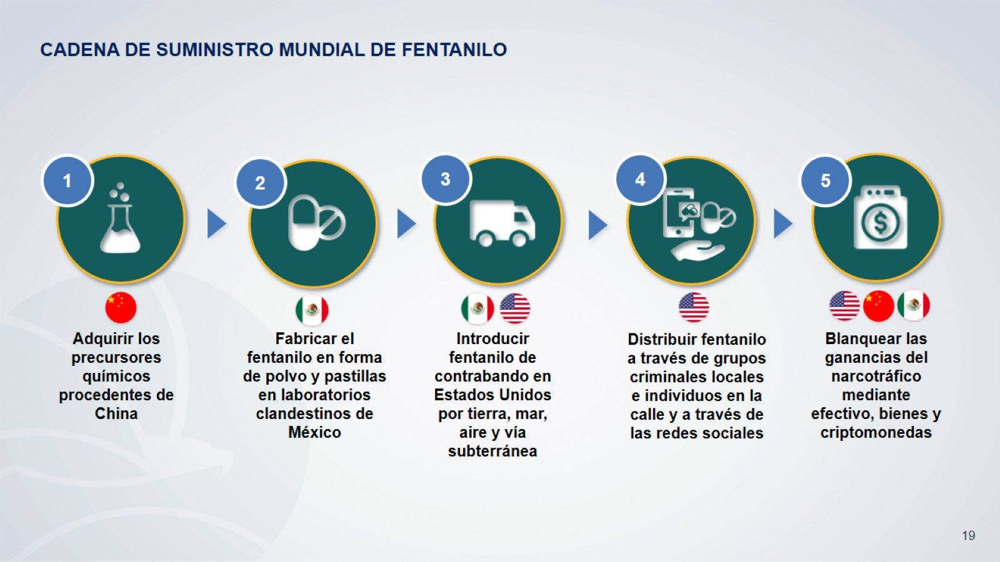 CADENA DE SUMINISTRO MUNDIAL DE FENTANILO
1
Adquirir los
precursores
químicos
procedentes de
China
2
Fabricar el
fentanilo en forma
de polvo y pastillas
en laboratorios
clandestinos de
México
3
Introducir
fentanilo de
contrabando en
Estados Unidos
por tierra, mar,
aire y vía
subterránea
4
Distribuir fentanilo
a través de grupos
criminales locales
e individuos en la
calle y a través de
las redes sociales
5
$
Blanquear las
ganancias del
narcotráfico
mediante
efectivo, bienes y
criptomonedas
19